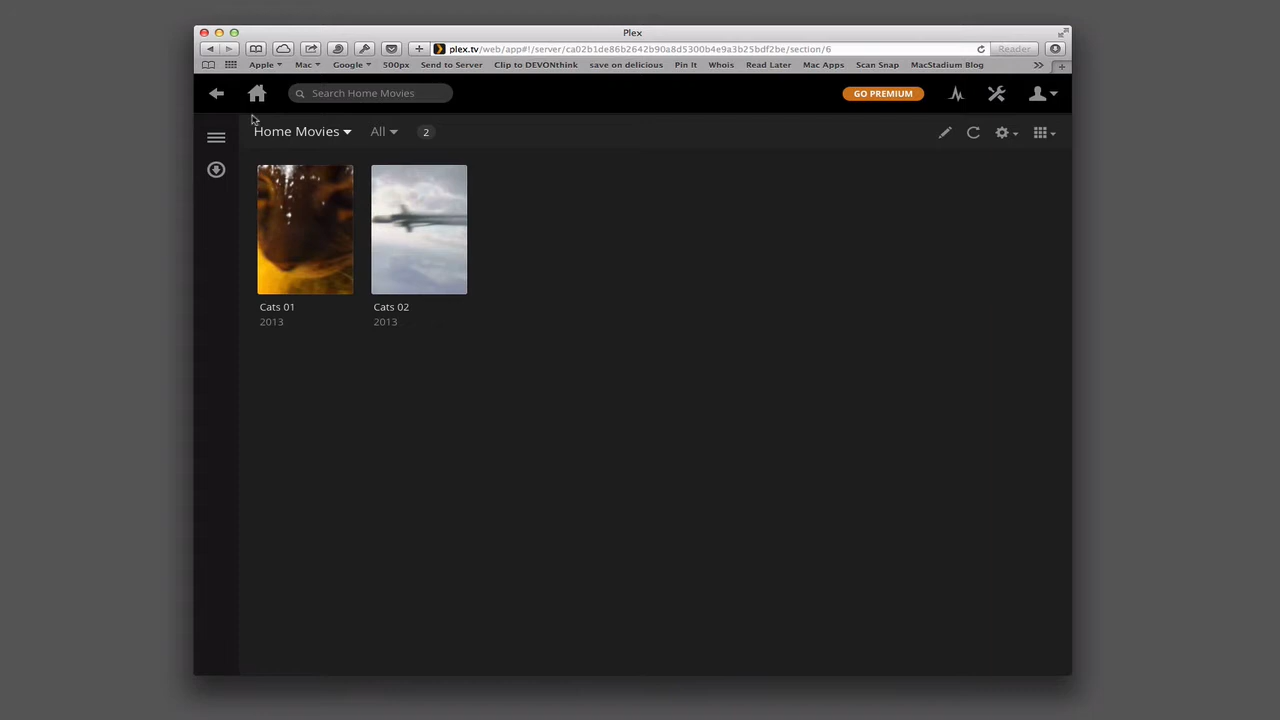 Plex
plex.tv/web/app#!/server/ca02b1de86b2642b90a8d5300b4e9a3b25bdf2be/section/6
Reader
Apple Mac Google 500px Send to Server Clip to DEVONthink save on delicious Pin It Whois Read Later Mac Apps Scan Snap MacStadium Blog
Search Home Movies
GO PREMIUM
Home Movies All 2
Cats 01
2013
Cats 02
2013